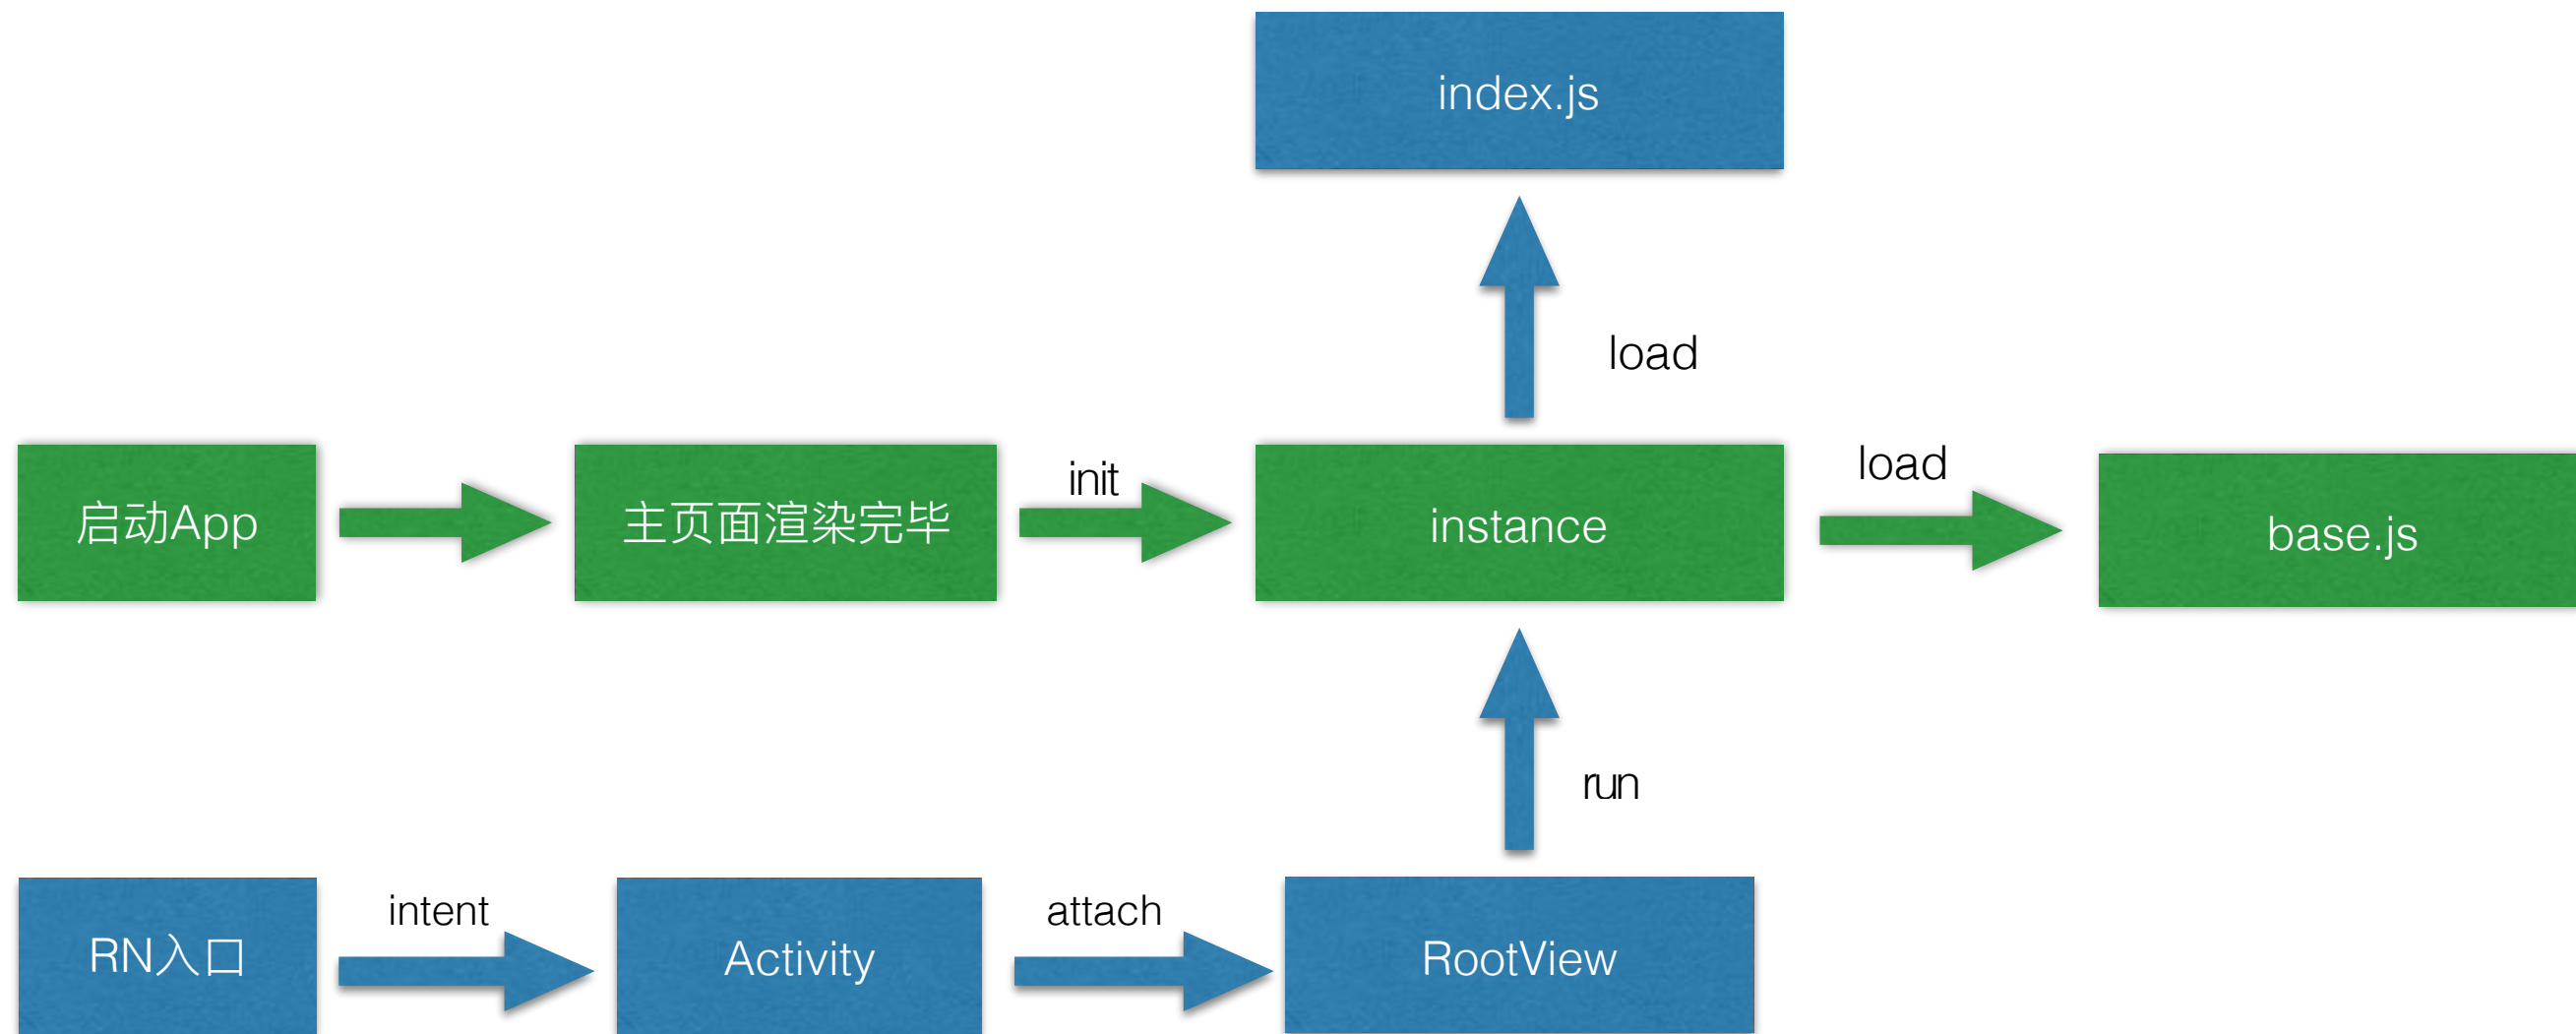 index.js
load
启动App
主页面渲染完毕
init
instance
load
base.js
run
RN入口
intent
Activity
attach
RootView